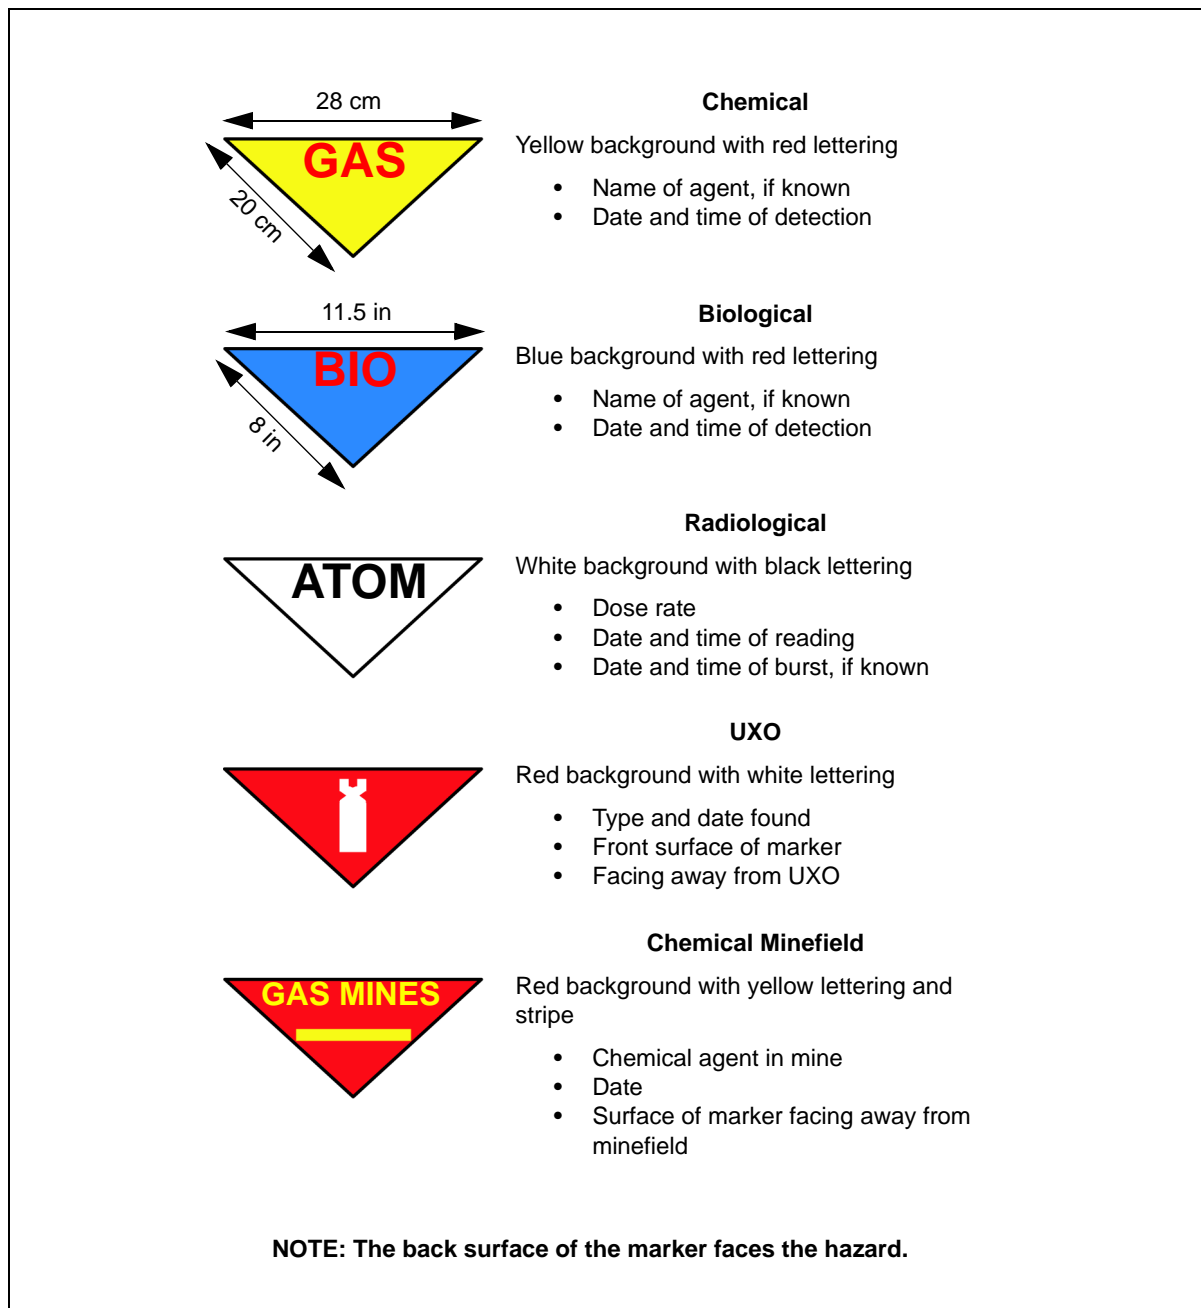 28 cm
GAS
20 cm
Chemical
Yellow background with red lettering
• Name of agent, if known
• Date and time of detection
11.5 in
BIO
8 in
Biological
Blue background with red lettering
• Name of agent, if known
• Date and time of detection
ATOM
Radiological
White background with black lettering
• Dose rate
• Date and time of reading
• Date and time of burst, if known
UXO
Red background with white lettering
• Type and date found
• Front surface of marker
• Facing away from UXO
GAS MINES
Chemical Minefield
Red background with yellow lettering and
stripe
• Chemical agent in mine
• Date
• Surface of marker facing away from
minefield
NOTE: The back surface of the marker faces the hazard.